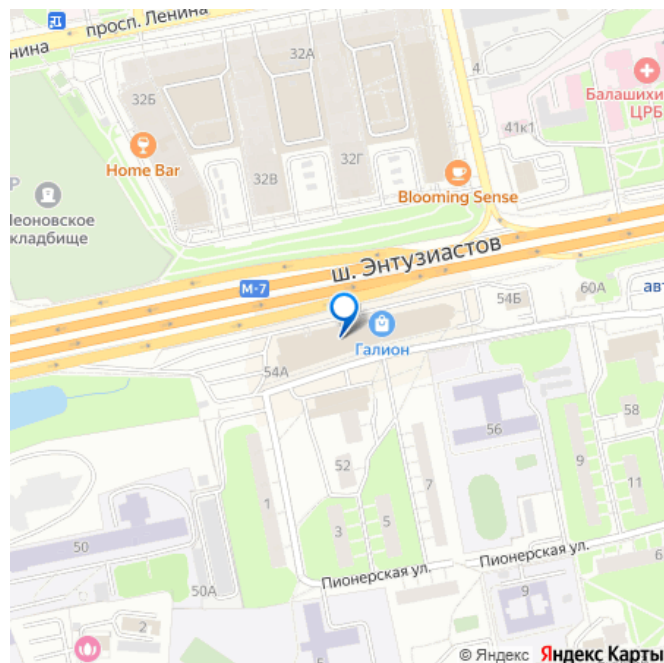 просп. Ленина
нина
32А
4
32Б
Балашихи
ЦРБ
41к1
Home Bar
32В
32Г
Blooming Sense
Р
Леоновское
кладбище
ш. Энтузиастов
М-7
60А
авт
54Б
Галион
54А
58
56
52
9
7
11
1
3
5
50
Пионерская ул.
6
50А
Пионерская ул.
9
2
5
© Яндекс Яндекс Карты